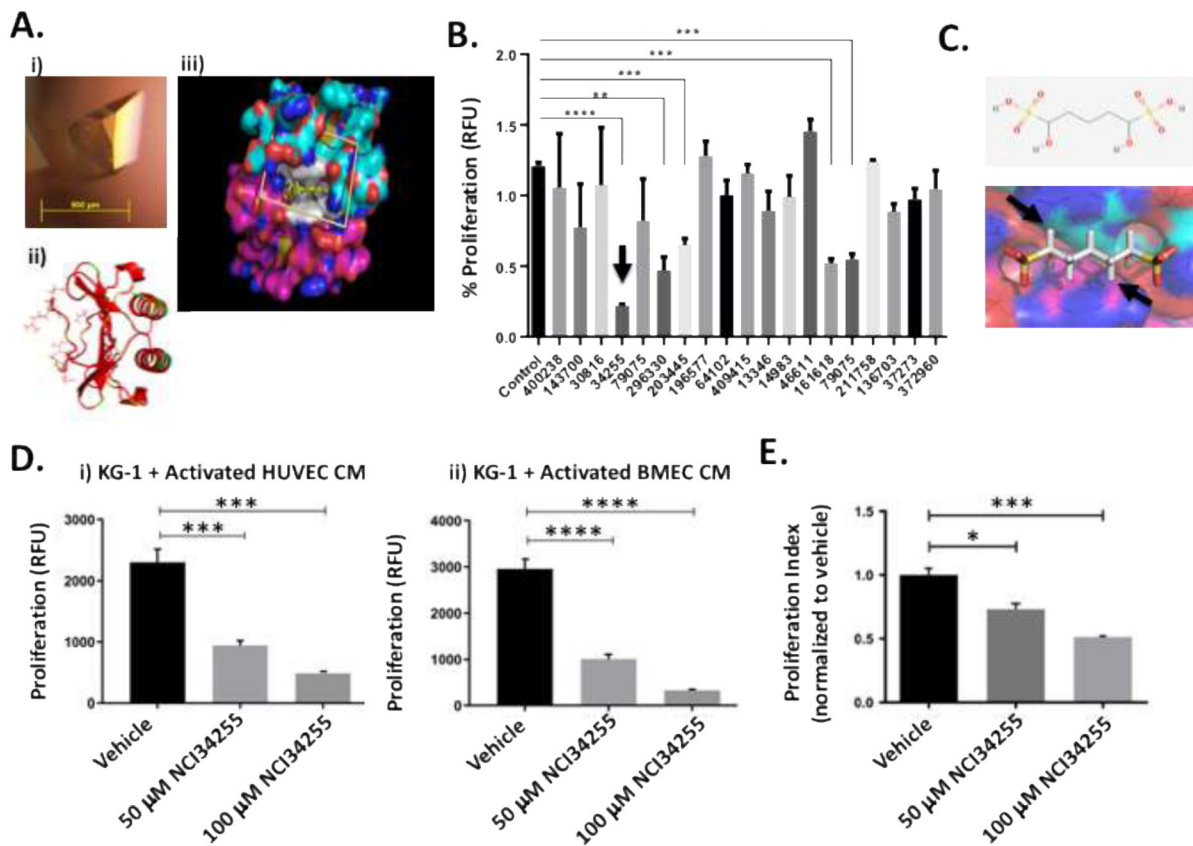 A.
i)
900 µm
ii)
iii)
B.
% Proliferation (RFU)
2.0
1.5
1.0
0.5
0.0
***
***
***
**
****
Control
400238
143700
30816
34255
79075
296330
203445
196577
64102
409415
13346
14983
46611
161618
79075
211758
136703
37273
372960
C.
H
O
O
S
O
O
H
O
O
S
O
O
H
H
D.
i) KG-1 + Activated HUVEC CM
Proliferation (RFU)
3000
2000
1000
0
***
***
Vehicle
50 µM NCI34255
100 µM NCI34255
ii) KG-1 + Activated BMEC CM
Proliferation (RFU)
4000
3000
2000
1000
0
****
****
Vehicle
50 µM NCI34255
100 µM NCI34255
E.
Proliferation Index
(normalized to vehicle)
1.5
1.0
0.5
0.0
***
*
Vehicle
50 µM NCI34255
100 µM NCI34255